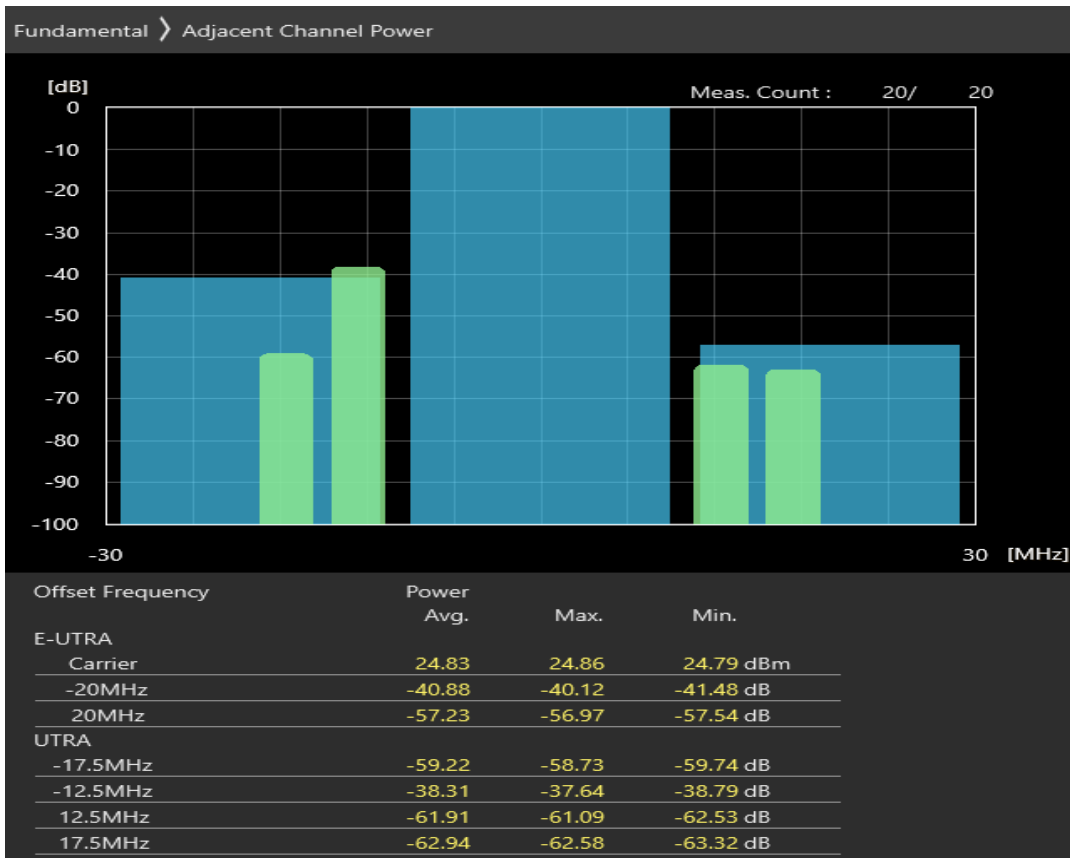 Fundamental 〉 Adjacent Channel Power
[dB]
Meas. Count : 20/ 20
0
-10
-20
-30
-40
-50
-60
-70
-80
-90
-100
-30 30 [MHz]
Offset Frequency Power
Avg. Max. Min.
E-UTRA
Carrier 24.83 24.86 24.79 dBm
-20MHz -40.88 -40.12 -41.48 dB
20MHz -57.23 -56.97 -57.54 dB
UTRA
-17.5MHz -59.22 -58.73 -59.74 dB
-12.5MHz -38.31 -37.64 -38.79 dB
12.5MHz -61.91 -61.09 -62.53 dB
17.5MHz -62.94 -62.58 -63.32 dB